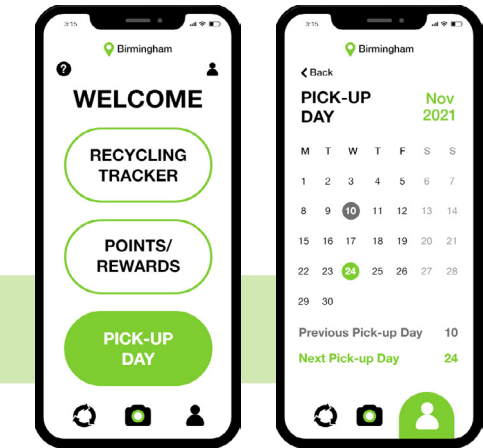 3:15
Birmingham
?
WELCOME
RECYCLING
TRACKER
POINTS/
REWARDS
PICK-UP
DAY
3:15
Birmingham
Back
PICK-UP
DAY
Nov
2021
M T W T F S S
1 2 3 4 5 6 7
8 9 10 11 12 13 14
15 16 17 18 19 20 21
22 23 24 25 26 27 28
29 30
Previous Pick-up Day 10
Next Pick-up Day 24